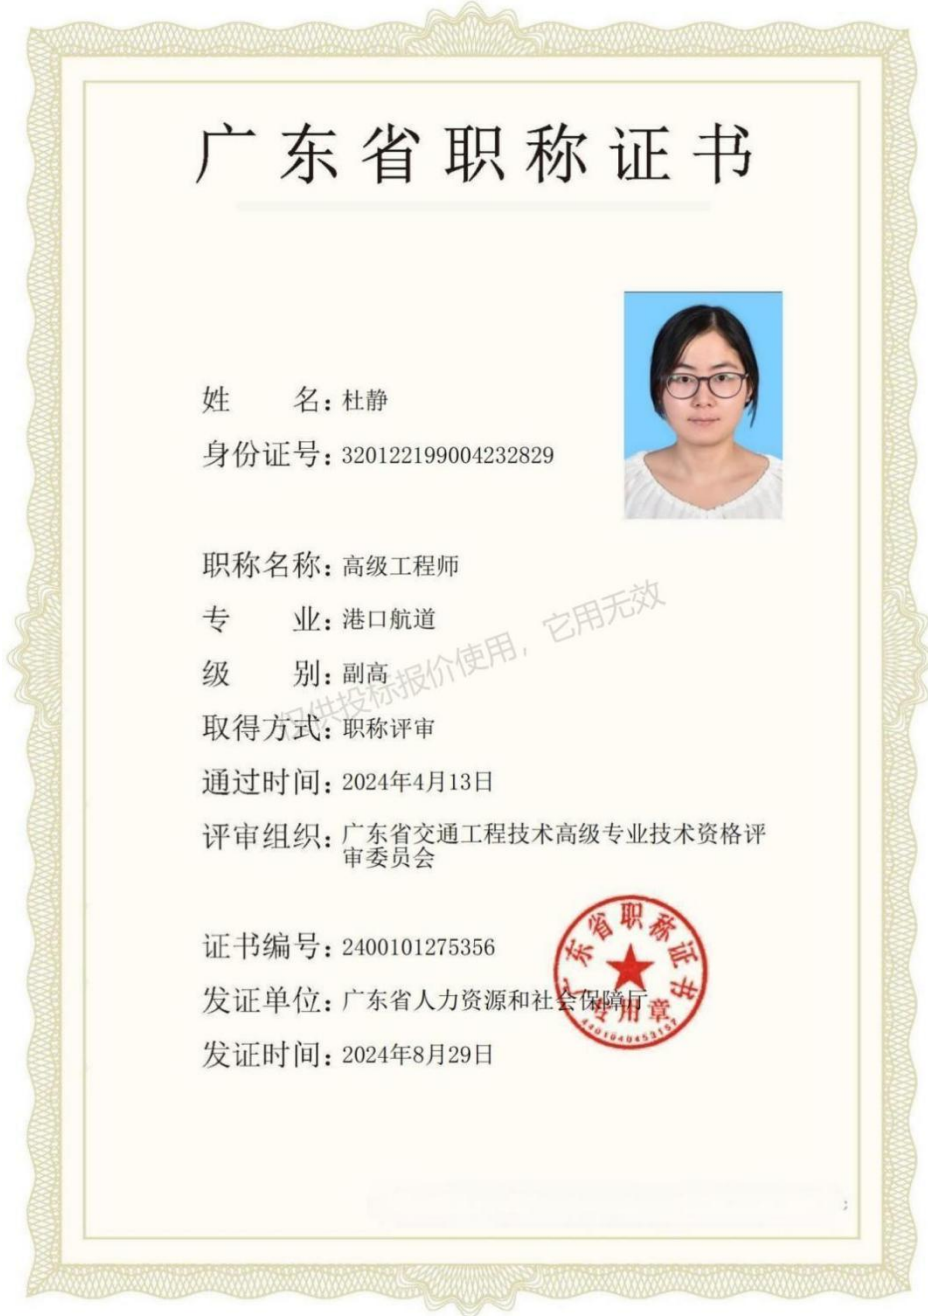 广东省职称证书
姓 名：杜静
身份证号：320122199004232829
职称名称：高级工程师
专 业：港口航道
级 别：副高
取得方式：职称评审
通过时间：2024年4月13日
评审组织：广东省交通工程技术高级专业技术资格评
审委员会
证书编号：2400101275356
发证单位：广东省人力资源和社会保障厅
发证时间：2024年8月29日
仅供投标报价使用，它用无效
广东省职称证书
专用章